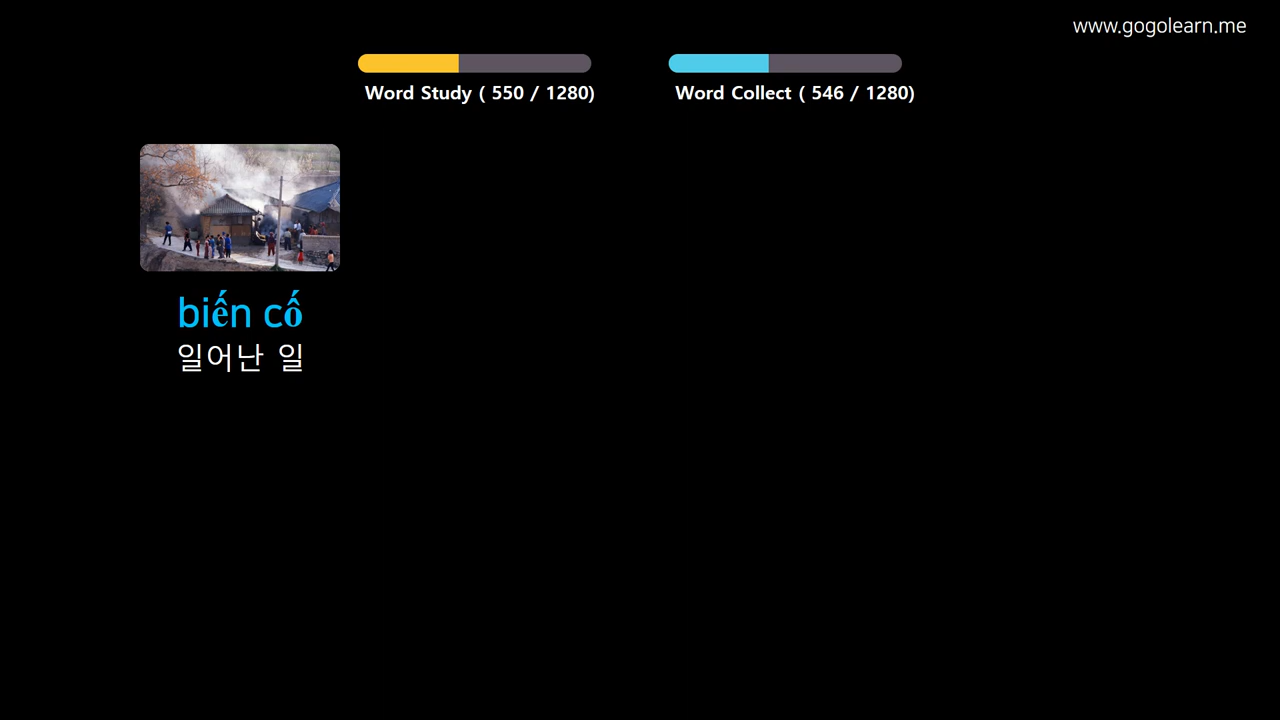 www.gogolearn.me
Word Study ( 550 / 1280)
Word Collect ( 546 / 1280)
biến cố
일어난 일